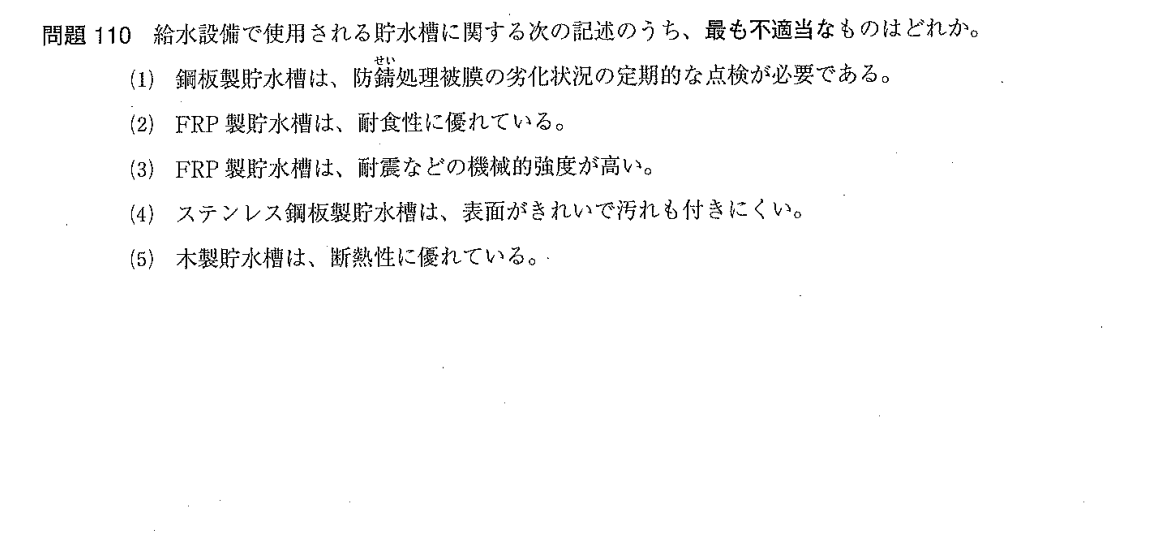 問題 110 給水設備で使用される貯水槽に関する次の記述のうち、最も不適当なものはどれか。
せい
(1) 鋼板製貯水槽は、防錆処理被膜の劣化状況の定期的な点検が必要である。
(2) FRP 製貯水槽は、耐食性に優れている。
(3) FRP 製貯水槽は、耐震などの機械的強度が高い。
(4) ステンレス鋼板製貯水槽は、表面がきれいで汚れも付きにくい。
(5) 木製貯水槽は、断熱性に優れている。